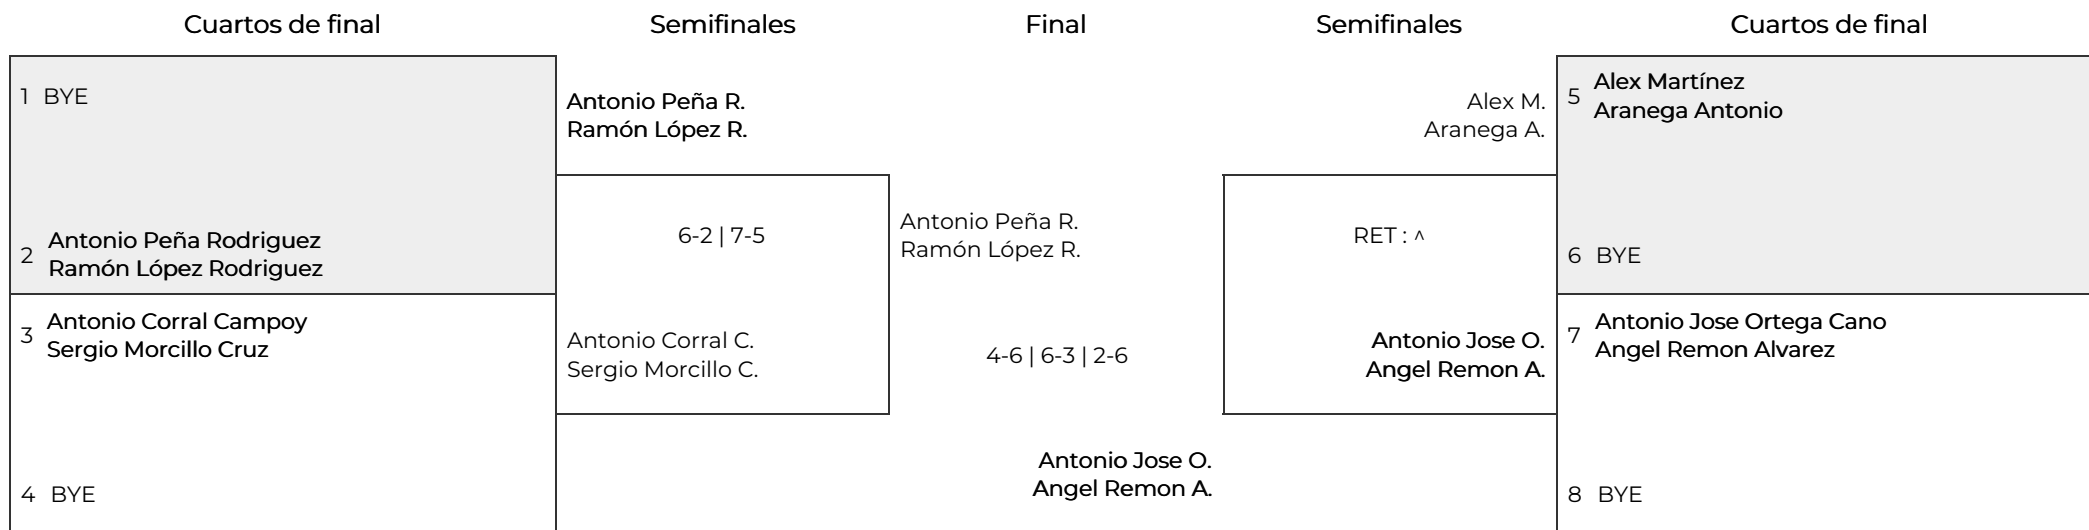 Cuartos de final
Semifinales
Final
Semifinales
Cuartos de final
1 BYE
2 Antonio Peña Rodriguez
Ramón López Rodriguez
3 Antonio Corral Campoy
Sergio Morcillo Cruz
4 BYE
Antonio Peña R.
Ramón López R.
6-2 | 7-5
Antonio Corral C.
Sergio Morcillo C.
Antonio Peña R.
Ramón López R.
4-6 | 6-3 | 2-6
Antonio Jose O.
Angel Remon A.
Alex M.
Aranega A.
RET : ^
Antonio Jose O.
Angel Remon A.
5 Alex Martínez
Aranega Antonio
6 BYE
7 Antonio Jose Ortega Cano
Angel Remon Alvarez
8 BYE